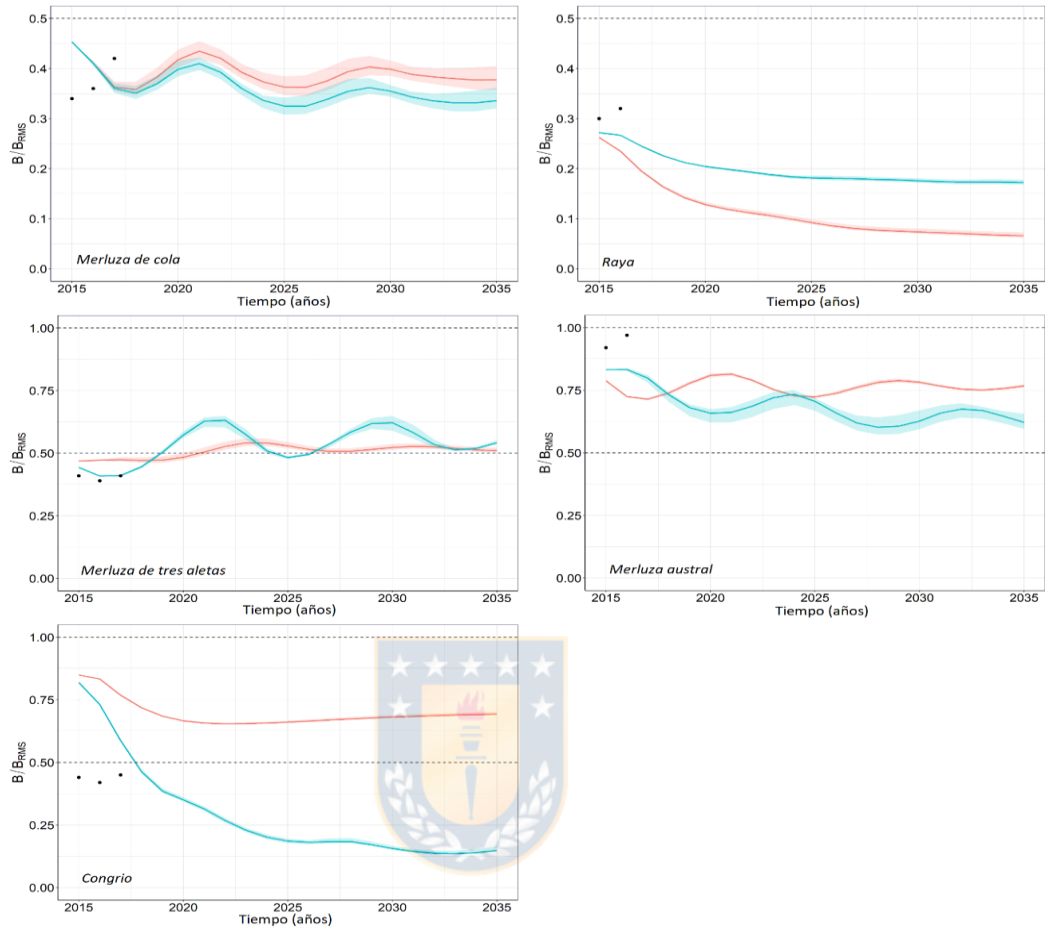 0.5
0.4
0.3
0.2
0.1
0.0
B/BRMS
Merluza de cola
2015 2020 2025 2030 2035
Tiempo (años)
0.5
0.4
0.3
0.2
0.1
0.0
B/BRMS
Raya
2015 2020 2025 2030 2035
Tiempo (años)
1.00
0.75
0.50
0.25
0.00
B/BRMS
Merluza de tres aletas
2015 2020 2025 2030 2035
Tiempo (años)
1.00
0.75
0.50
0.25
0.00
B/BRMS
Merluza austral
2015 2020 2025 2030 2035
Tiempo (años)
1.00
0.75
0.50
0.25
0.00
B/BRMS
Congrio
2015 2020 2025 2030 2035
Tiempo (años)